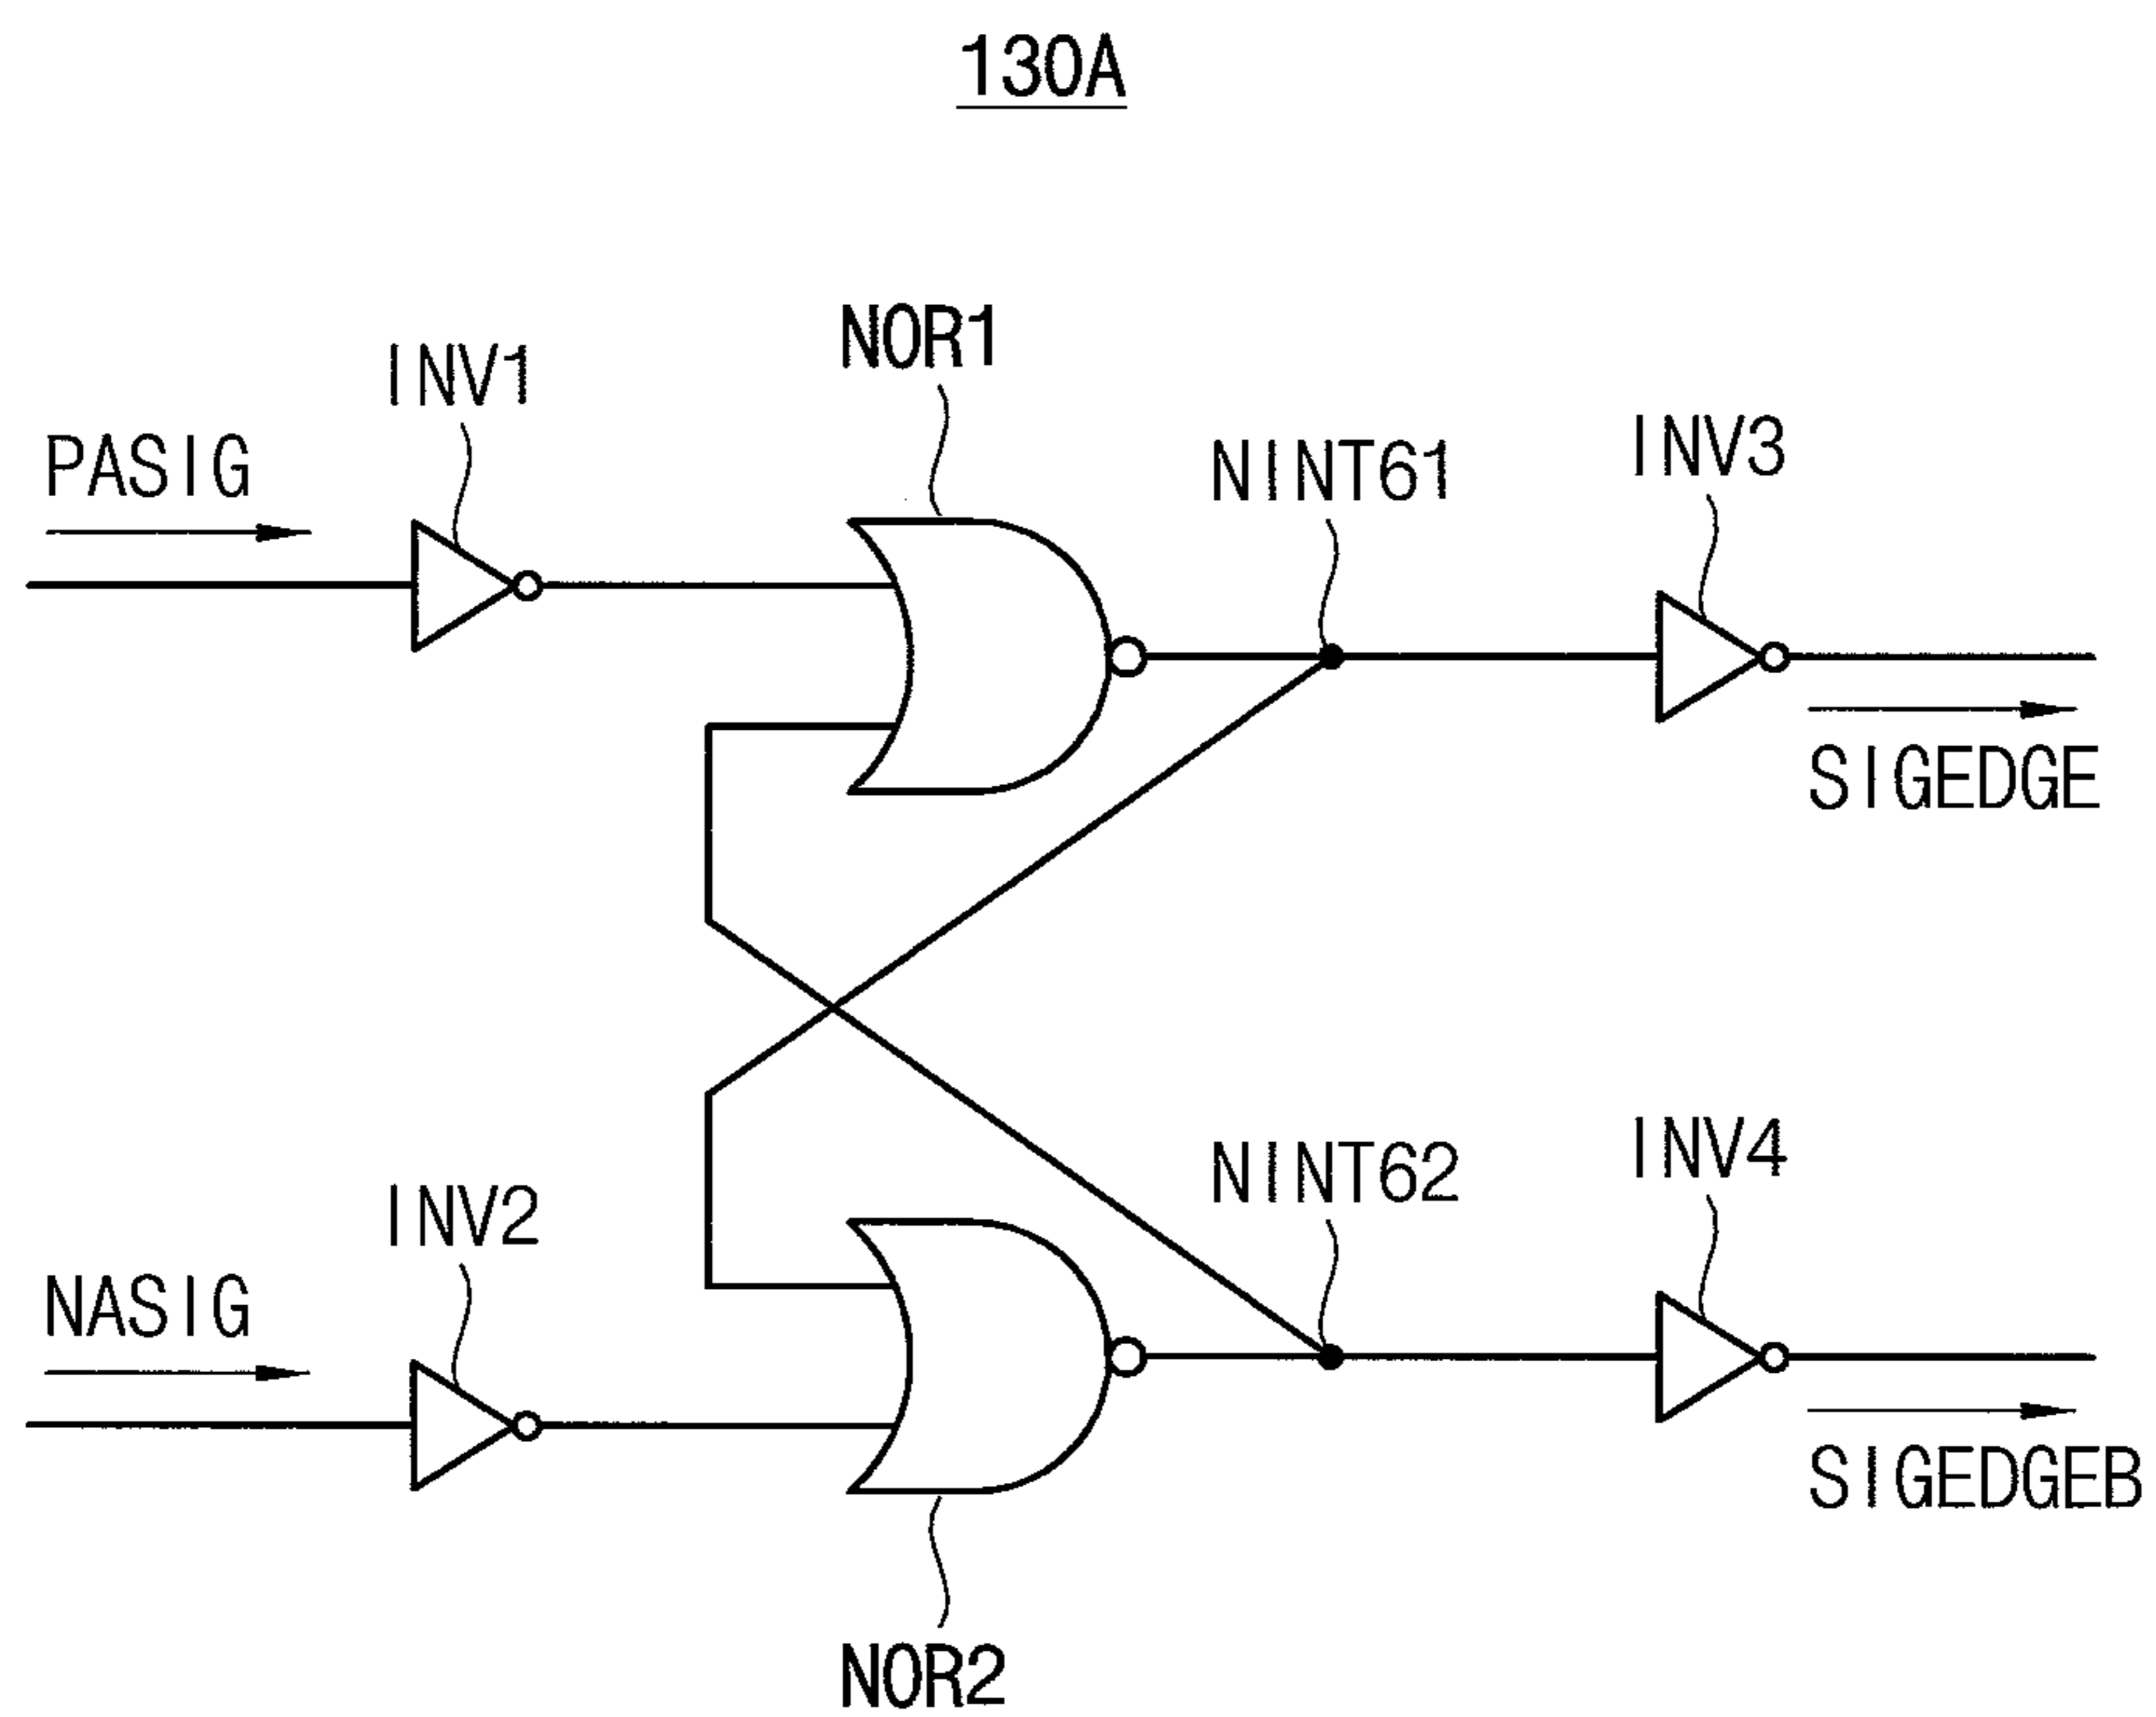 130A
NOR1
INV1
PASIG
NINT61
INV3
SIGEDGE
NINT62
INV4
INV2
NASIG
SIGEDGEB
NOR2